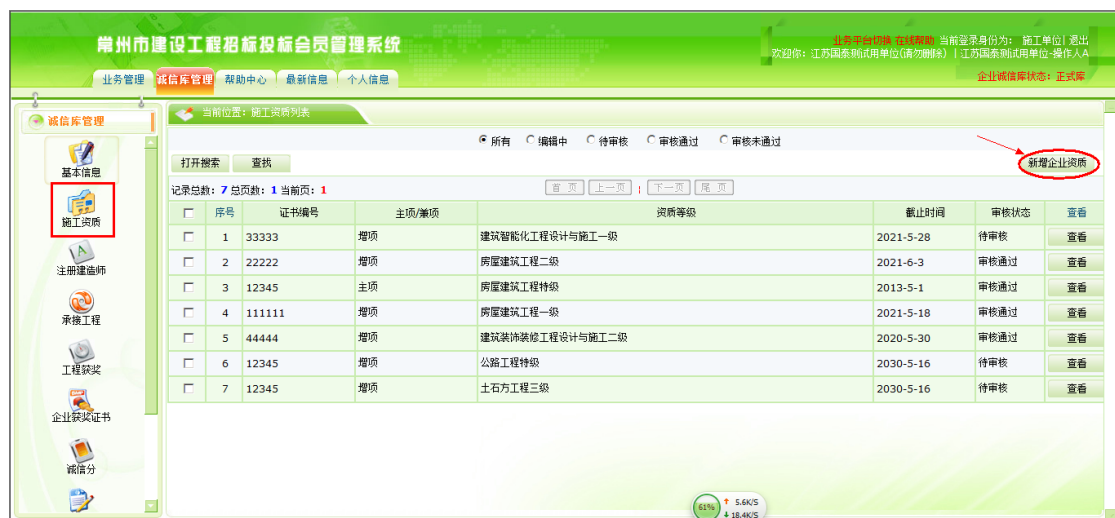 常州市建设工程招标投标会员管理系统
业务平台切换 在线帮助 当前登录身份为： 施工单位| 退出
欢迎你：江苏国泰测试用单位(请勿删除) | 江苏国泰测试用单位-操作人A
业务管理 诚信库管理 帮助中心 最新信息 个人信息
企业诚信库状态：正式库
诚信库管理
基本信息
施工资质
注册建造师
承接工程
工程获奖
企业获奖证书
诚信分
当前位置：施工资质列表
所有 编辑中 待审核 审核通过 审核未通过
打开搜索 查找 新增企业资质
记录总数：7 总页数：1 当前页：1 首 页 上一页 | 下一页 尾 页
序号 证书编号 主项/兼项 资质等级 截止时间 审核状态 查看
1 33333 增项 建筑智能化工程设计与施工一级 2021-5-28 待审核 查看
2 22222 增项 房屋建筑工程二级 2021-6-3 审核通过 查看
3 12345 主项 房屋建筑工程特级 2013-5-1 审核通过 查看
4 111111 增项 房屋建筑工程一级 2021-5-18 审核通过 查看
5 44444 增项 建筑装饰装修工程设计与施工二级 2020-5-30 审核通过 查看
6 12345 增项 公路工程特级 2030-5-16 待审核 查看
7 12345 增项 土石方工程三级 2030-5-16 待审核 查看
61% 5.6K/S
18.4K/S